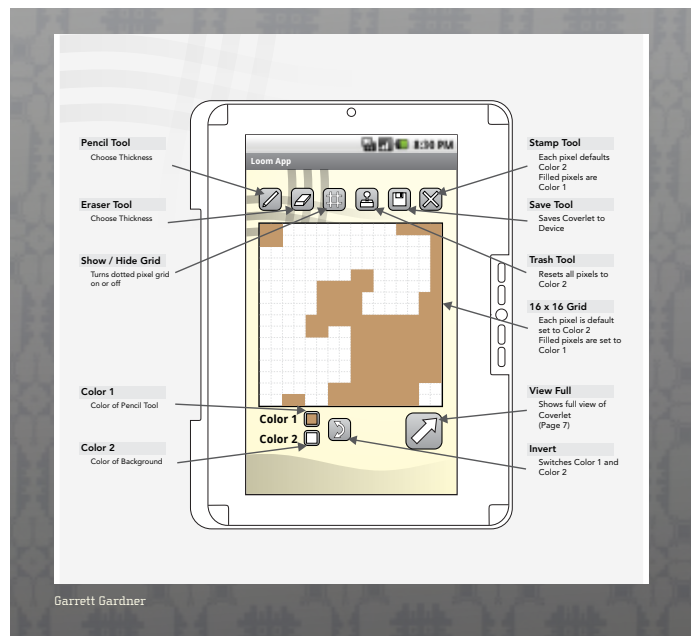 8:30 PM
Loom App
Pencil Tool
Choose Thickness
Eraser Tool
Choose Thickness
Show / Hide Grid
Turns dotted pixel grid
on or off
Color 1
Color of Pencil Tool
Color 2
Color of Background
Color 1
Color 2
Stamp Tool
Each pixel defaults
Color 2
Filled pixels are
Color 1
Save Tool
Saves Coverlet to
Device
Trash Tool
Resets all pixels to
Color 2
16 x 16 Grid
Each pixel is default
set to Color 2
Filled pixels are set to
Color 1
View Full
Shows full view of
Coverlet
(Page 7)
Invert
Switches Color 1 and
Color 2
Garrett Gardner